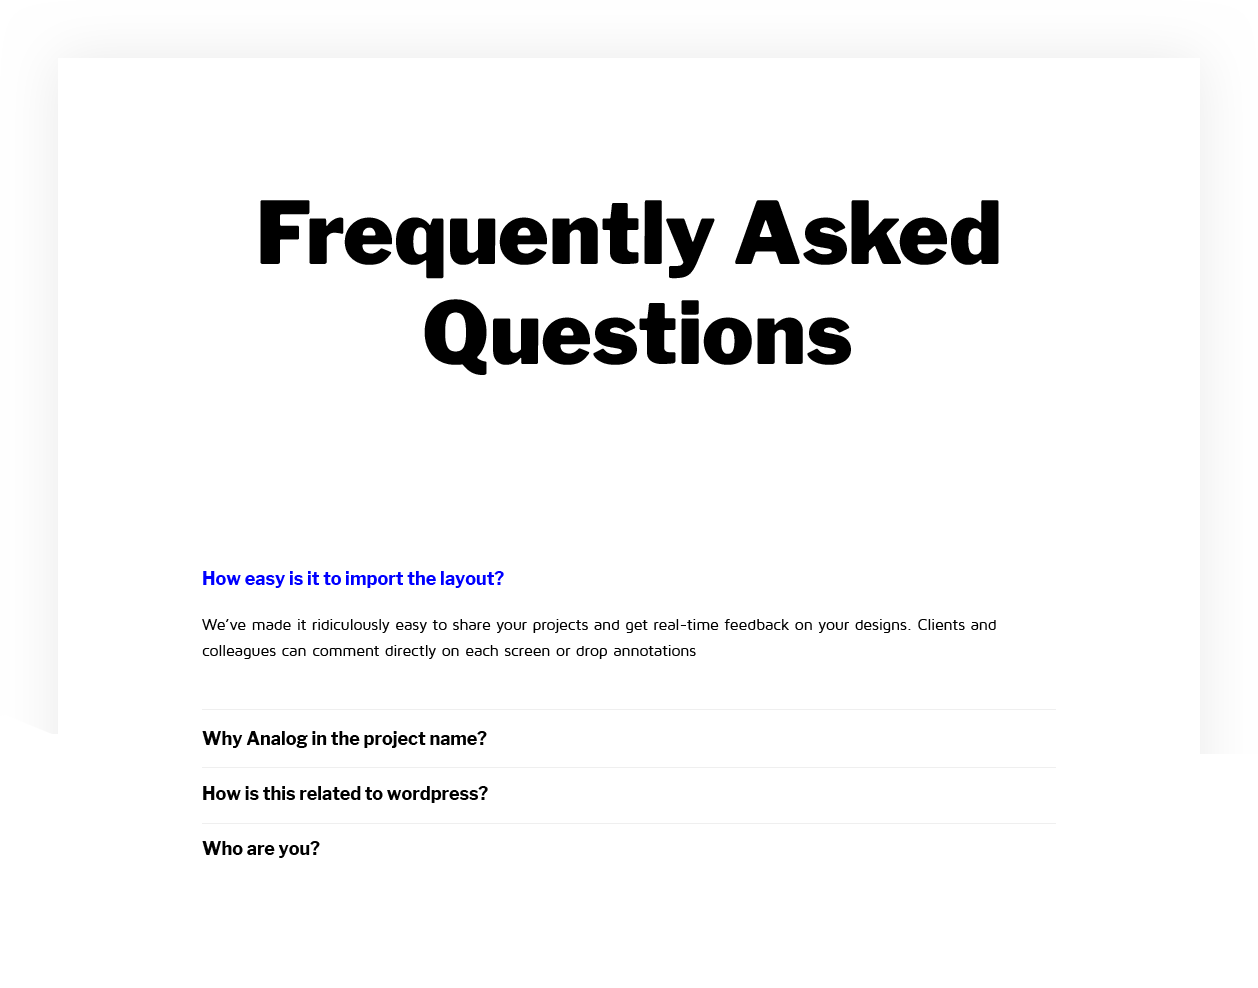 Frequently Asked
Questions
How easy is it to import the layout?
We’ve made it ridiculously easy to share your projects and get real-time feedback on your designs. Clients and
colleagues can comment directly on each screen or drop annotations
Why Analog in the project name?
How is this related to wordpress?
Who are you?